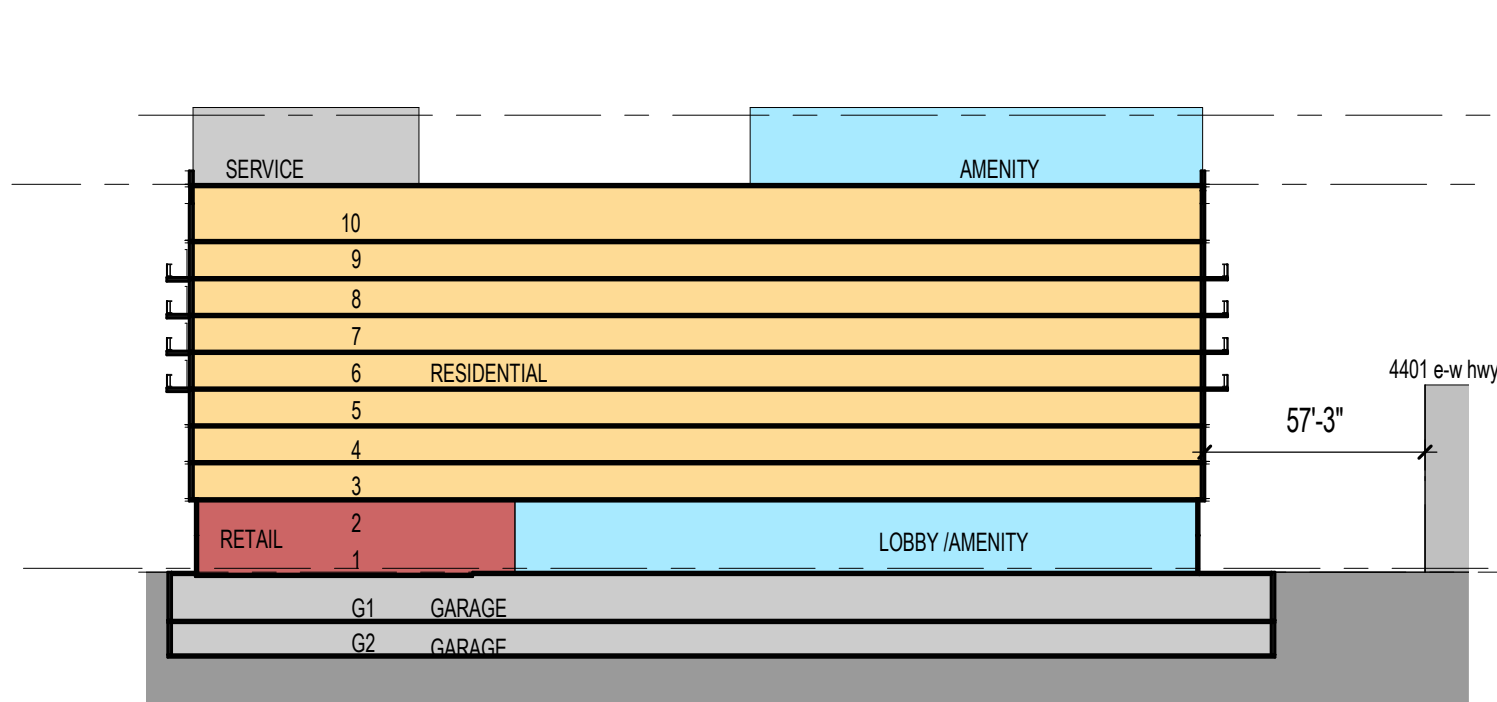 SERVICE
AMENITY
10
9
8
7
6 RESIDENTIAL
4401 e-w hwy
5
57'-3"
4
3
2
RETAIL
LOBBY /AMENITY
1
G1 GARAGE
G2 GARAGE